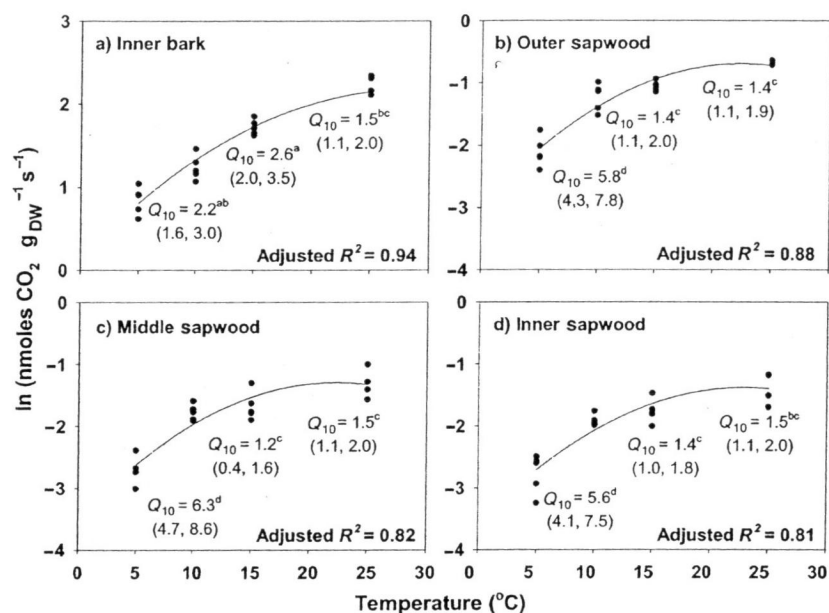 a) Inner bark
3
2
1
0
Q10 = 2.2ab
(1.6, 3.0)
Q10 = 2.6a
(2.0, 3.5)
Q10 = 1.5bc
(1.1, 2.0)
Adjusted R2 = 0.94
b) Outer sapwood
−0
−1
−2
−3
−4
Q10 = 5.8d
(4,3, 7.8)
Q10 = 1.4c
(1.1, 2.0)
Q10 = 1.4c
(1.1, 1.9)
Adjusted R2 = 0.88
c) Middle sapwood
−0
−1
−2
−3
−4
Q10 = 6.3d
(4.7, 8.6)
Q10 = 1.2c
(0.4, 1.6)
Q10 = 1.5c
(1.1, 2.0)
Adjusted R2 = 0.82
0 5 10 15 20 25 30
d) Inner sapwood
−0
−1
−2
−3
−4
Q10 = 5.6d
(4.1, 7.5)
Q10 = 1.4c
(1.0, 1.8)
Q10 = 1.5bc
(1.1, 2.0)
Adjusted R2 = 0.81
0 5 10 15 20 25 30
ln (nmoles CO2 gDW−1 s−1)
Temperature (oC)